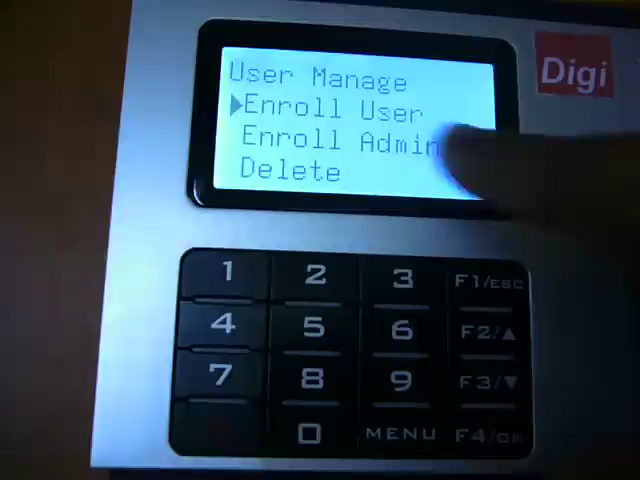 User Manage
Enroll User
Enroll Admin
Delete
Digi
1 2 3 F1/ESC
4 5 6 F2/▲
7 8 9 F3/▼
0 MENU F4/OK